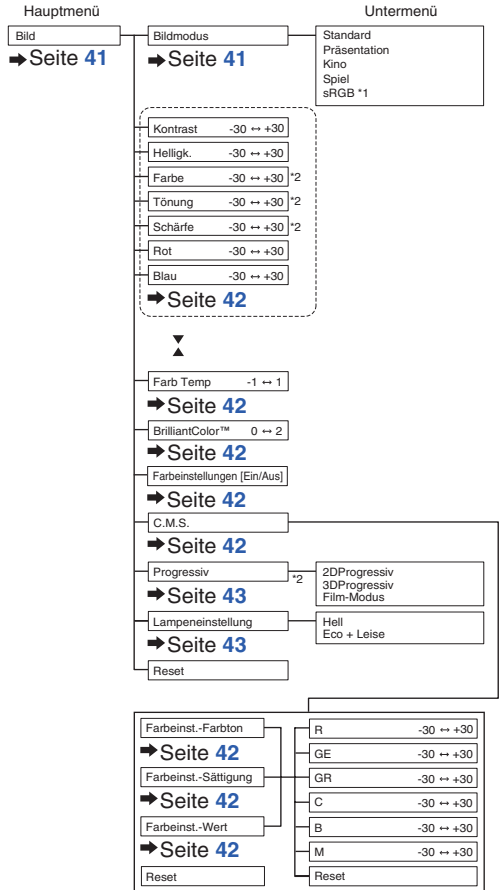 Hauptmenü
Untermenü
Bild
➡Seite 41
Bildmodus
➡Seite 41
Standard
Präsentation
Kino
Spiel
sRGB *1
Kontrast -30 ↔ +30
Helligk. -30 ↔ +30
Farbe -30 ↔ +30 *2
Tönung -30 ↔ +30 *2
Schärfe -30 ↔ +30 *2
Rot -30 ↔ +30
Blau -30 ↔ +30
➡Seite 42
Farb Temp -1 ↔ 1
➡Seite 42
BrilliantColor™ 0 ↔ 2
➡Seite 42
Farbeinstellungen [Ein/Aus]
➡Seite 42
C.M.S.
➡Seite 42
Progressiv *2
➡Seite 43
2DProgressiv
3DProgressiv
Film-Modus
Lampeneinstellung
➡Seite 43
Hell
Eco + Leise
Reset
Farbeinst.-Farbton
➡Seite 42
Farbeinst.-Sättigung
➡Seite 42
Farbeinst.-Wert
➡Seite 42
Reset
R -30 ↔ +30
GE -30 ↔ +30
GR -30 ↔ +30
C -30 ↔ +30
B -30 ↔ +30
M -30 ↔ +30
Reset